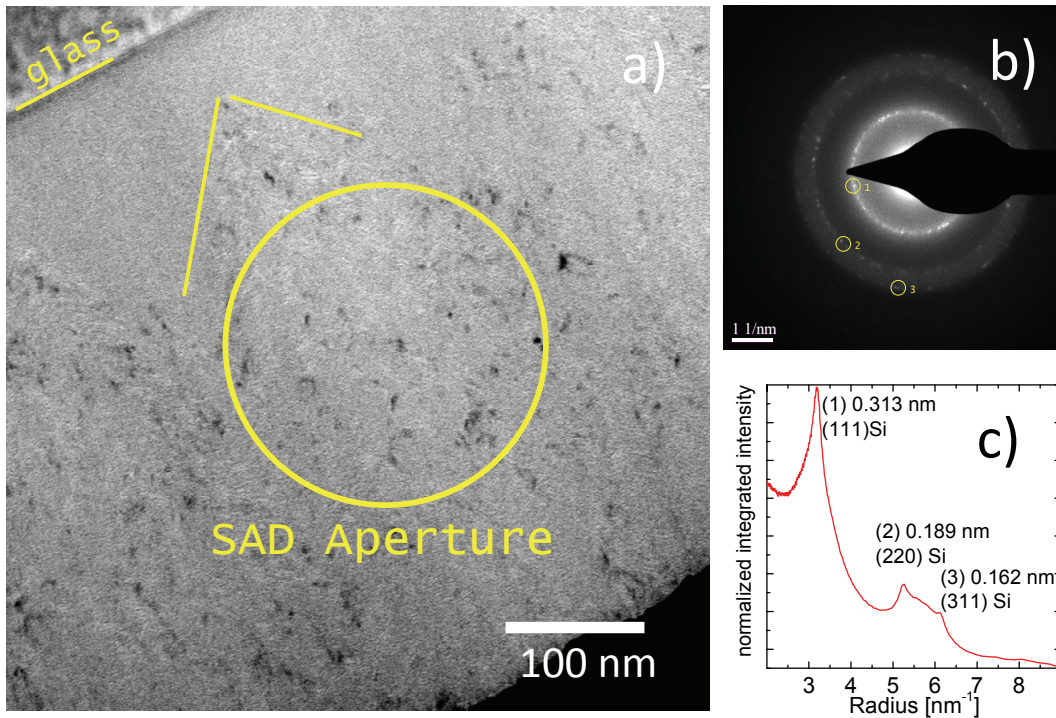 glass
a)
SAD Aperture
100 nm
b)
1
2
3
1 1/nm
c)
(1) 0.313 nm
(111)Si
(2) 0.189 nm
(220) Si
(3) 0.162 nm
(311) Si
normalized integrated intensity
3 4 5 6 7 8
Radius [nm⁻¹]